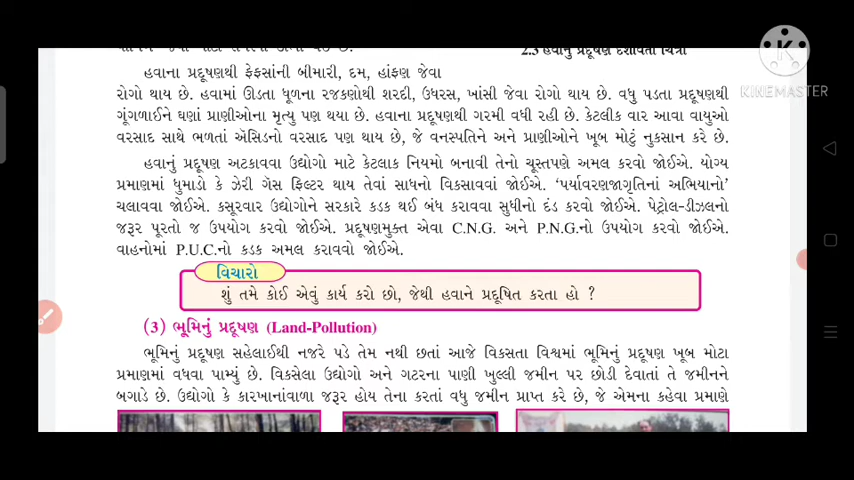 2.3 હવાનું પ્રદૂષણ દર્શાવતાં ચિત્રો
KINEMASTER
હવાના પ્રદૂષણથી ફેફસાંની બીમારી, દમ, હાંફણ જેવા
રોગો થાય છે. હવામાં ઊડતા ધૂળના રજકણોથી શરદી, ઉધરસ, ખાંસી જેવા રોગો થાય છે. વધુ પડતા પ્રદૂષણથી
ગૂંગળાઈને ઘણાં પ્રાણીઓના મૃત્યુ પણ થયા છે. હવાના પ્રદૂષણથી ગરમી વધી રહી છે. કેટલીક વાર આવા વાયુઓ
વરસાદ સાથે ભળતાં ઍસિડનો વરસાદ પણ થાય છે, જે વનસ્પતિને અને પ્રાણીઓને ખૂબ મોટું નુકસાન કરે છે.
હવાનું પ્રદૂષણ અટકાવવા ઉદ્યોગો માટે કેટલાક નિયમો બનાવી તેનો ચૂસ્તપણે અમલ કરવો જોઈએ. યોગ્ય
પ્રમાણમાં ધુમાડો કે ઝેરી ગૅસ ફિલ્ટર થાય તેવાં સાધનો વિકસાવવાં જોઈએ. 'પર્યાવરણજાગૃતિનાં અભિયાનો'
ચલાવવા જોઈએ. કસૂરવાર ઉદ્યોગોને સરકારે કડક થઈ બંધ કરાવવા સુધીનો દંડ કરવો જોઈએ. પેટ્રોલ-ડીઝલનો
જરૂર પૂરતો જ ઉપયોગ કરવો જોઈએ. પ્રદૂષણમુક્ત એવા C.N.G. અને P.N.G.નો ઉપયોગ કરવો જોઈએ.
વાહનોમાં P.U.C.નો કડક અમલ કરાવવો જોઈએ.
વિચારો
શું તમે કોઈ એવું કાર્ય કરો છો, જેથી હવાને પ્રદૂષિત કરતા હો ?
(3) ભૂમિનું પ્રદૂષણ (Land-Pollution)
ભૂમિનું પ્રદૂષણ સહેલાઈથી નજરે પડે તેમ નથી છતાં આજે વિકસતા વિશ્વમાં ભૂમિનું પ્રદૂષણ ખૂબ મોટા
પ્રમાણમાં વધવા પામ્યું છે. વિકસેલા ઉદ્યોગો અને ગટરના પાણી ખુલ્લી જમીન પર છોડી દેવાતાં તે જમીનને
બગાડે છે. ઉદ્યોગો કે કારખાનાંવાળા જરૂર હોય તેના કરતાં વધુ જમીન પ્રાપ્ત કરે છે, જે એમના કહેવા પ્રમાણે